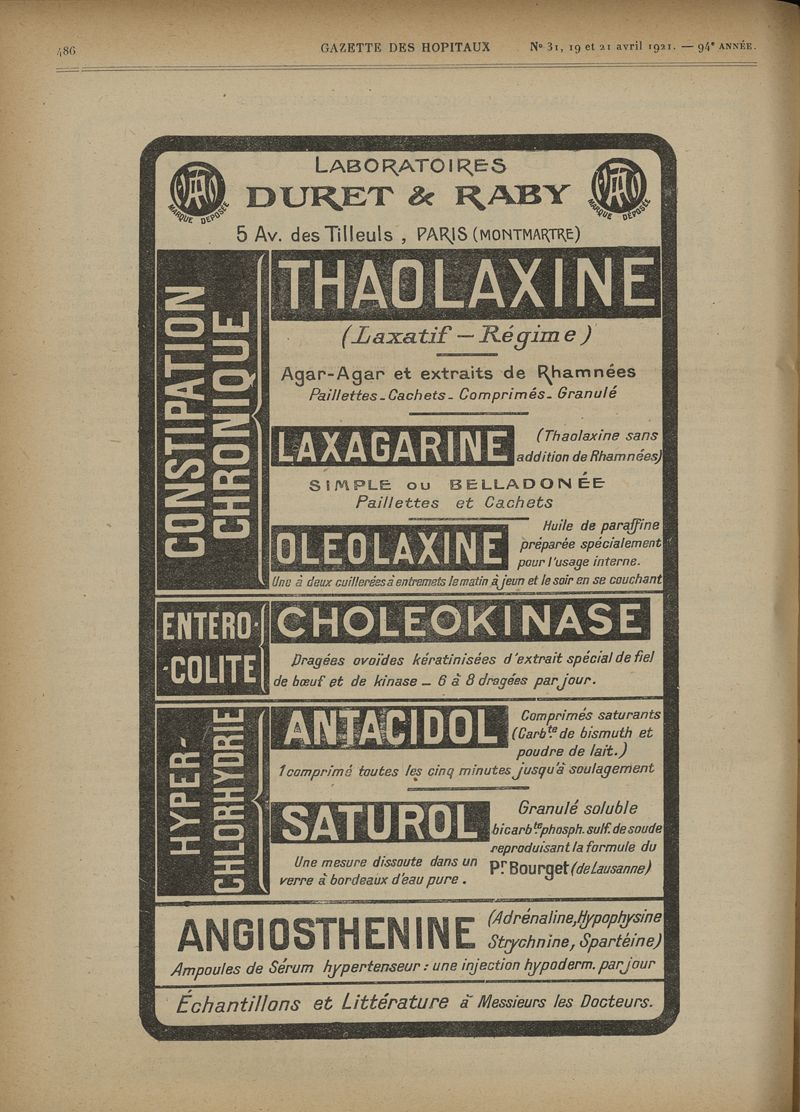 486 GAZETTE DES HOPITAUX Nº 31, 19 et 21 avril 1921. — 94e ANNÉE.
LABORATOIRES
DURET & RABY
MARQUE DÉPOSÉE
MARQUE DÉPOSÉE
5 Av. des Tilleuls, PARIS (MONTMARTRE)
CONSTIPATION
CHRONIQUE
THAOLAXINE
(Laxatif — Régime)
Agar-Agar et extraits de Rhamnées
Paillettes - Cachets - Comprimés - Granulé
LAXAGARINE
(Thaolaxine sans
addition de Rhamnées)
SIMPLE OU BELLADONÉE
Paillettes et Cachets
OLEOLAXINE
Huile de paraffine
préparée spécialement
pour l'usage interne.
Une à deux cuillerées à entremets le matin à jeun et le soir en se couchant
ENTERO-
-COLITE
CHOLEOKINASE
Dragées ovoïdes kératinisées d'extrait spécial de fiel
de bœuf et de kinase — 6 à 8 dragées par jour.
HYPER-
CHLORHYDRIE
ANTACIDOL
Comprimés saturants
(Carb.te de bismuth et
poudre de lait.)
1 comprimé toutes les cinq minutes jusqu'à soulagement
SATUROL
Granulé soluble
bicarb.te phosph. sulf. de soude
reproduisant la formule du
Pr. Bourget (de Lausanne)
Une mesure dissoute dans un
verre à bordeaux d'eau pure.
ANGIOSTHENINE
(Adrénaline, Hypophysine
Strychnine, Spartéine)
Ampoules de Sérum hypertenseur : une injection hypoderm. par jour
Échantillons et Littérature à Messieurs les Docteurs.